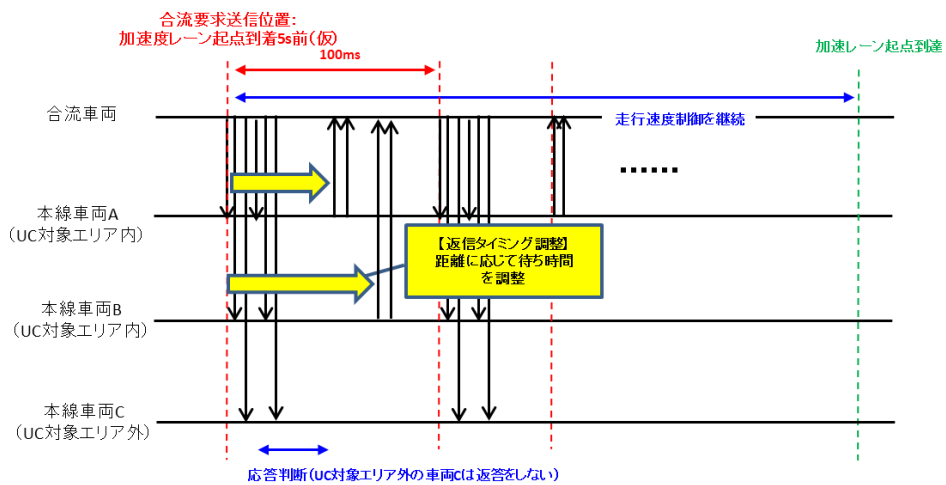 合流要求送信位置:
加速度レーン起点到着5s前(仮)
100ms
加速レーン起点到達
合流車両
走行速度制御を継続
......
本線車両A
(UC対象エリア内)
【返信タイミング調整】
距離に応じて待ち時間
を調整
本線車両B
(UC対象エリア内)
本線車両C
(UC対象エリア外)
応答判断(UC対象エリア外の車両Cは返答をしない)